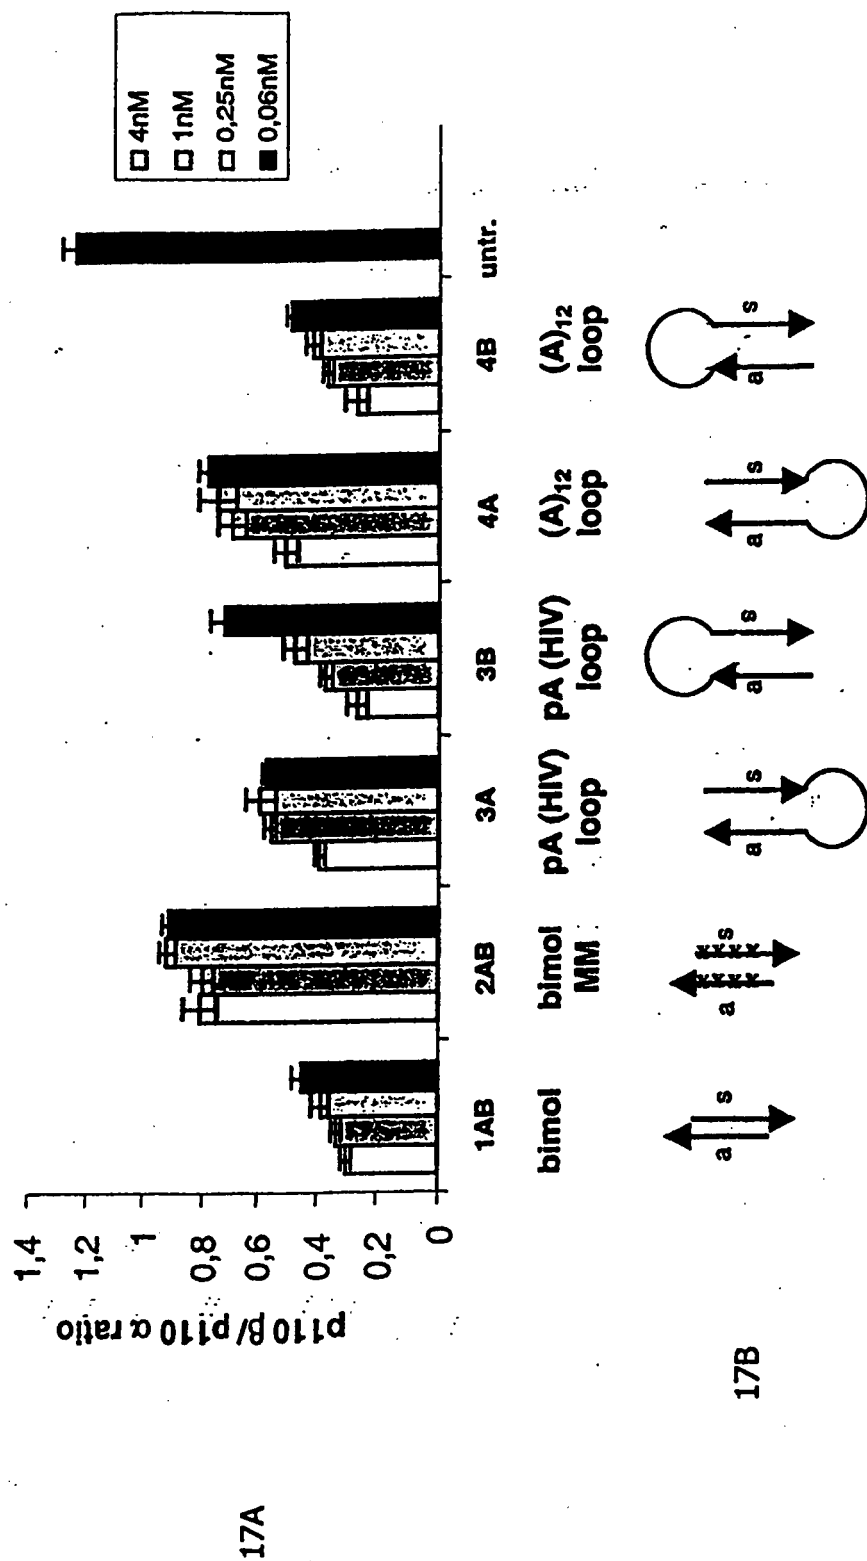 17A
p110 β/p110 α ratio
1,4
1,2
1
0,8
0,6
0,4
0,2
0
4nM
1nM
0,25nM
0,06nM
1AB 2AB 3A 3B 4A 4B untr.
bimol bimol pA (HIV) pA (HIV) (A)12 (A)12
MM loop loop loop loop
17B
a s a s a s a s a s a s